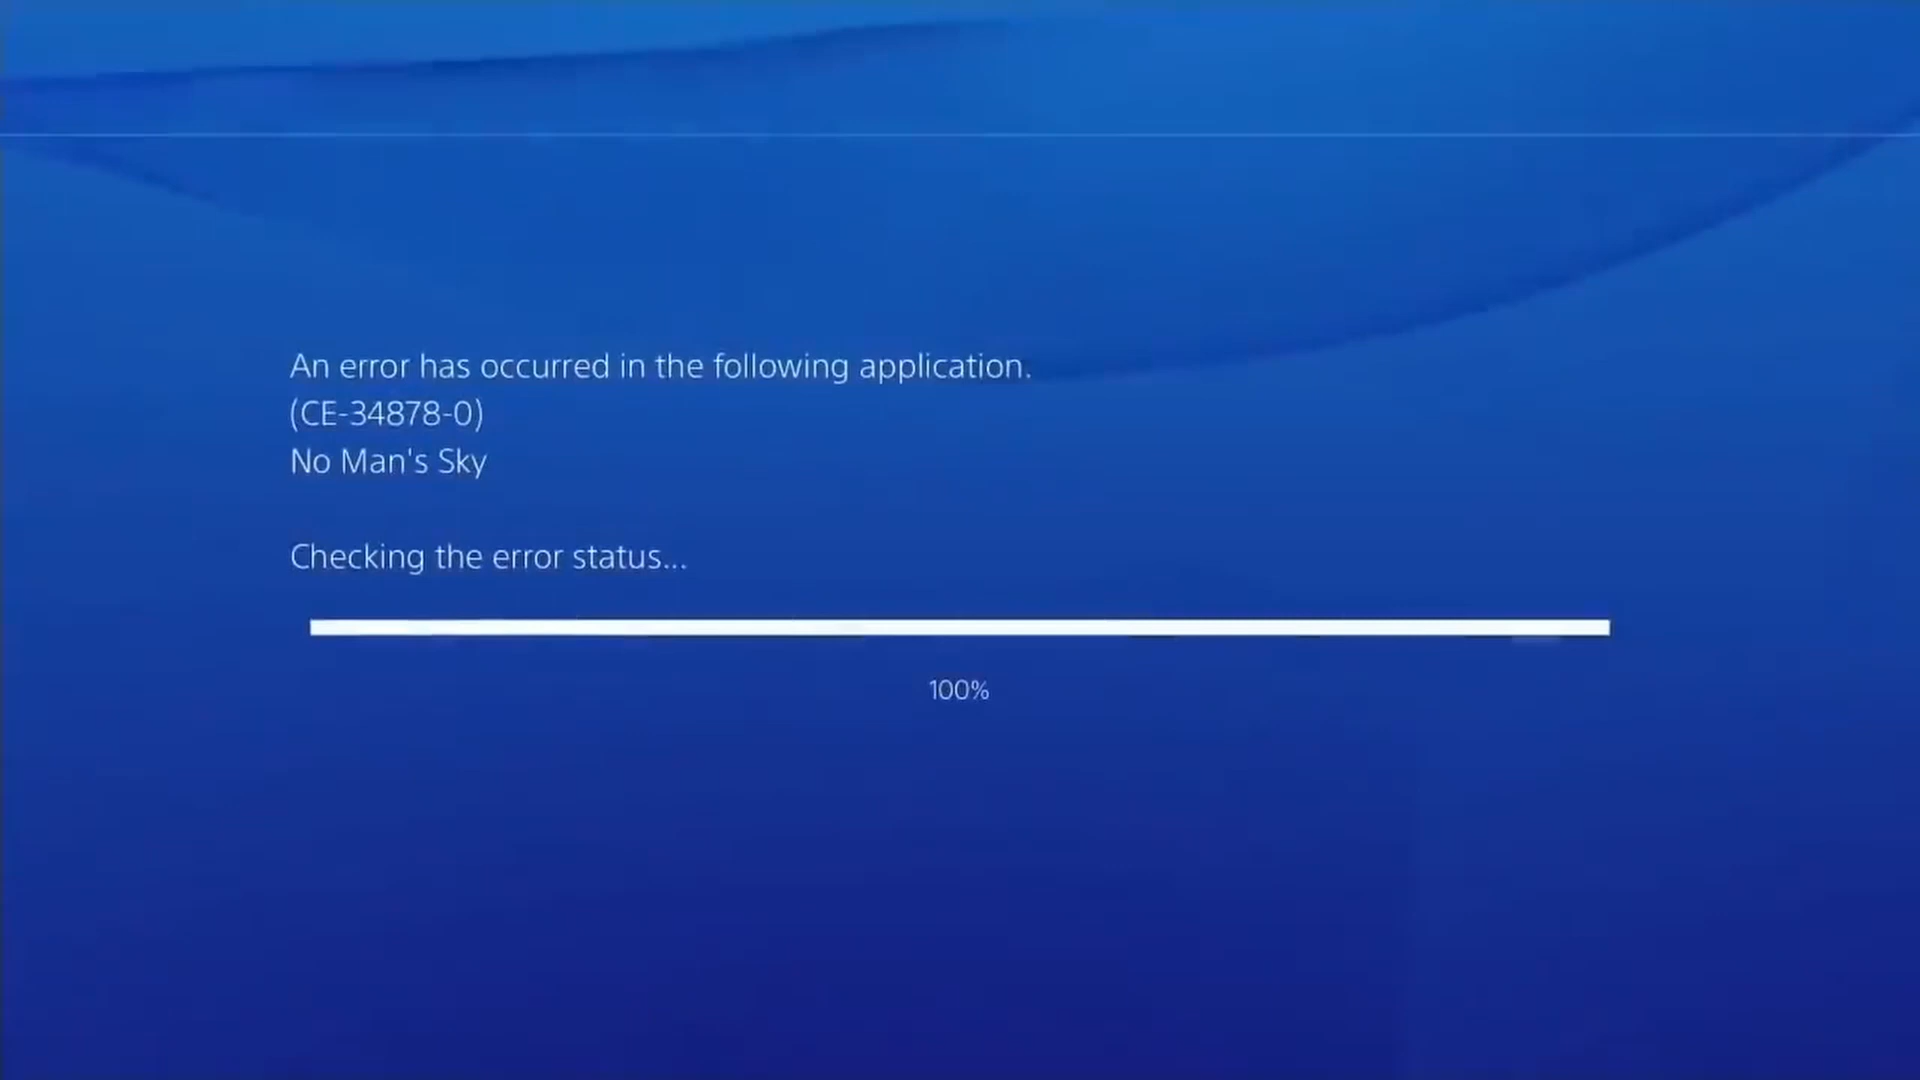 An error has occurred in the following application.
(CE-34878-0)
No Man's Sky
Checking the error status...
100%